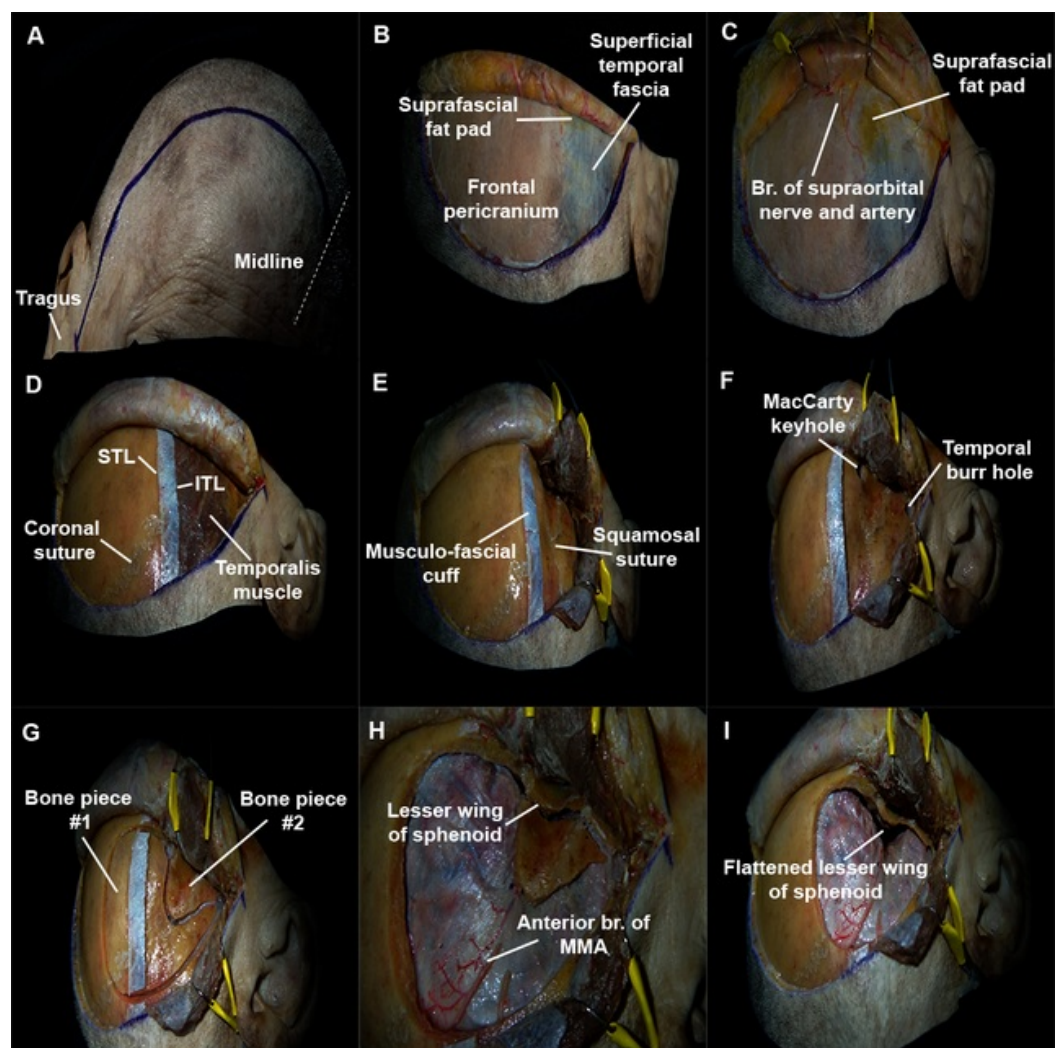 A
Midline
Tragus
B
Superficial
temporal
fascia
Suprafascial
fat pad
Frontal
pericranium
C
Suprafascial
fat pad
Br. of supraorbital
nerve and artery
D
STL
ITL
Coronal
suture
Temporalis
muscle
E
Musculo-fascial
cuff
Squamosal
suture
F
MacCarty
keyhole
Temporal
burr hole
G
Bone piece
#1
Bone piece
#2
H
Lesser wing
of sphenoid
Anterior br. of
MMA
I
Flattened lesser wing
of sphenoid